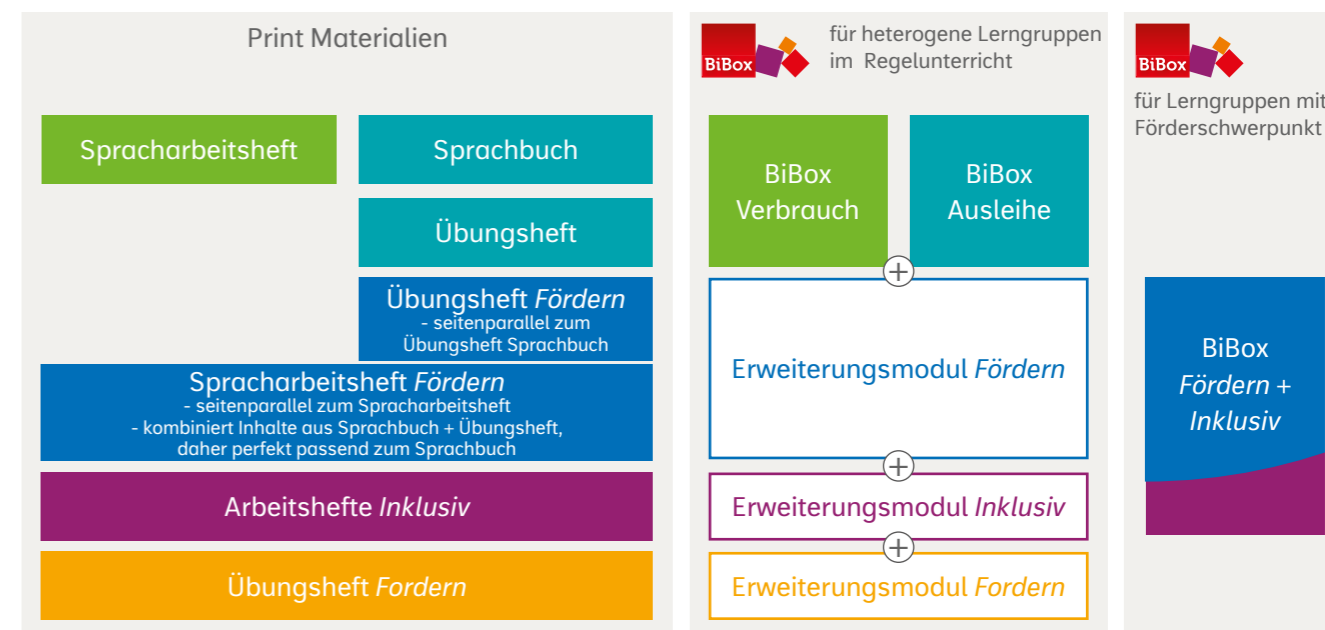 Print Materialien
Spracharbeitsheft
Sprachbuch
Übungsheft
Übungsheft Fördern
- seitenparallel zum
Übungsheft Sprachbuch
Spracharbeitsheft Fördern
- seitenparallel zum Spracharbeitsheft
- kombiniert Inhalte aus Sprachbuch + Übungsheft,
daher perfekt passend zum Sprachbuch
Arbeitshefte Inklusiv
Übungsheft Fordern
BiBox
für heterogene Lerngruppen
im Regelunterricht
BiBox
Verbrauch
BiBox
Ausleihe
+
Erweiterungsmodul Fördern
+
Erweiterungsmodul Inklusiv
+
Erweiterungsmodul Fordern
BiBox
für Lerngruppen mit
Förderschwerpunkt
BiBox
Fördern +
Inklusiv